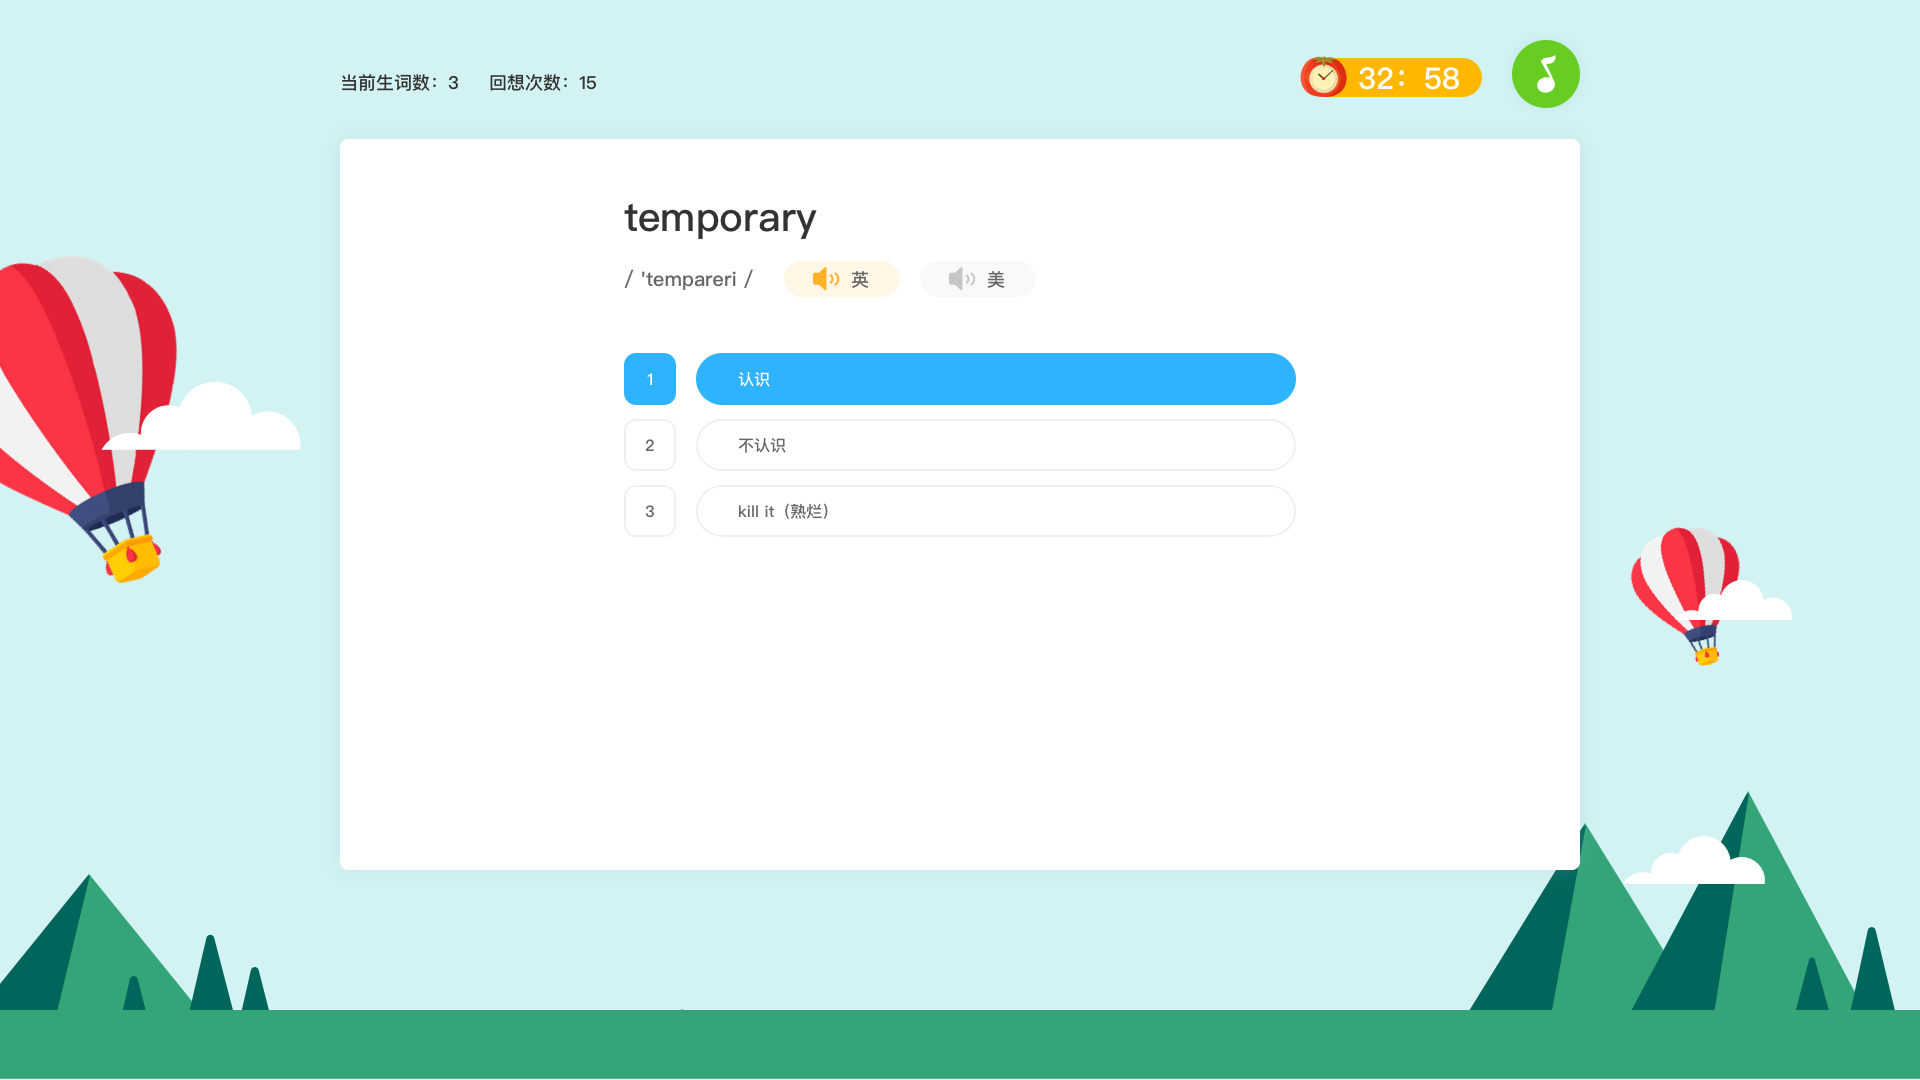 当前生词数：3 回想次数：15
32：58
temporary
/ 'tempareri / 英 美
1 认识
2 不认识
3 kill it（熟烂）